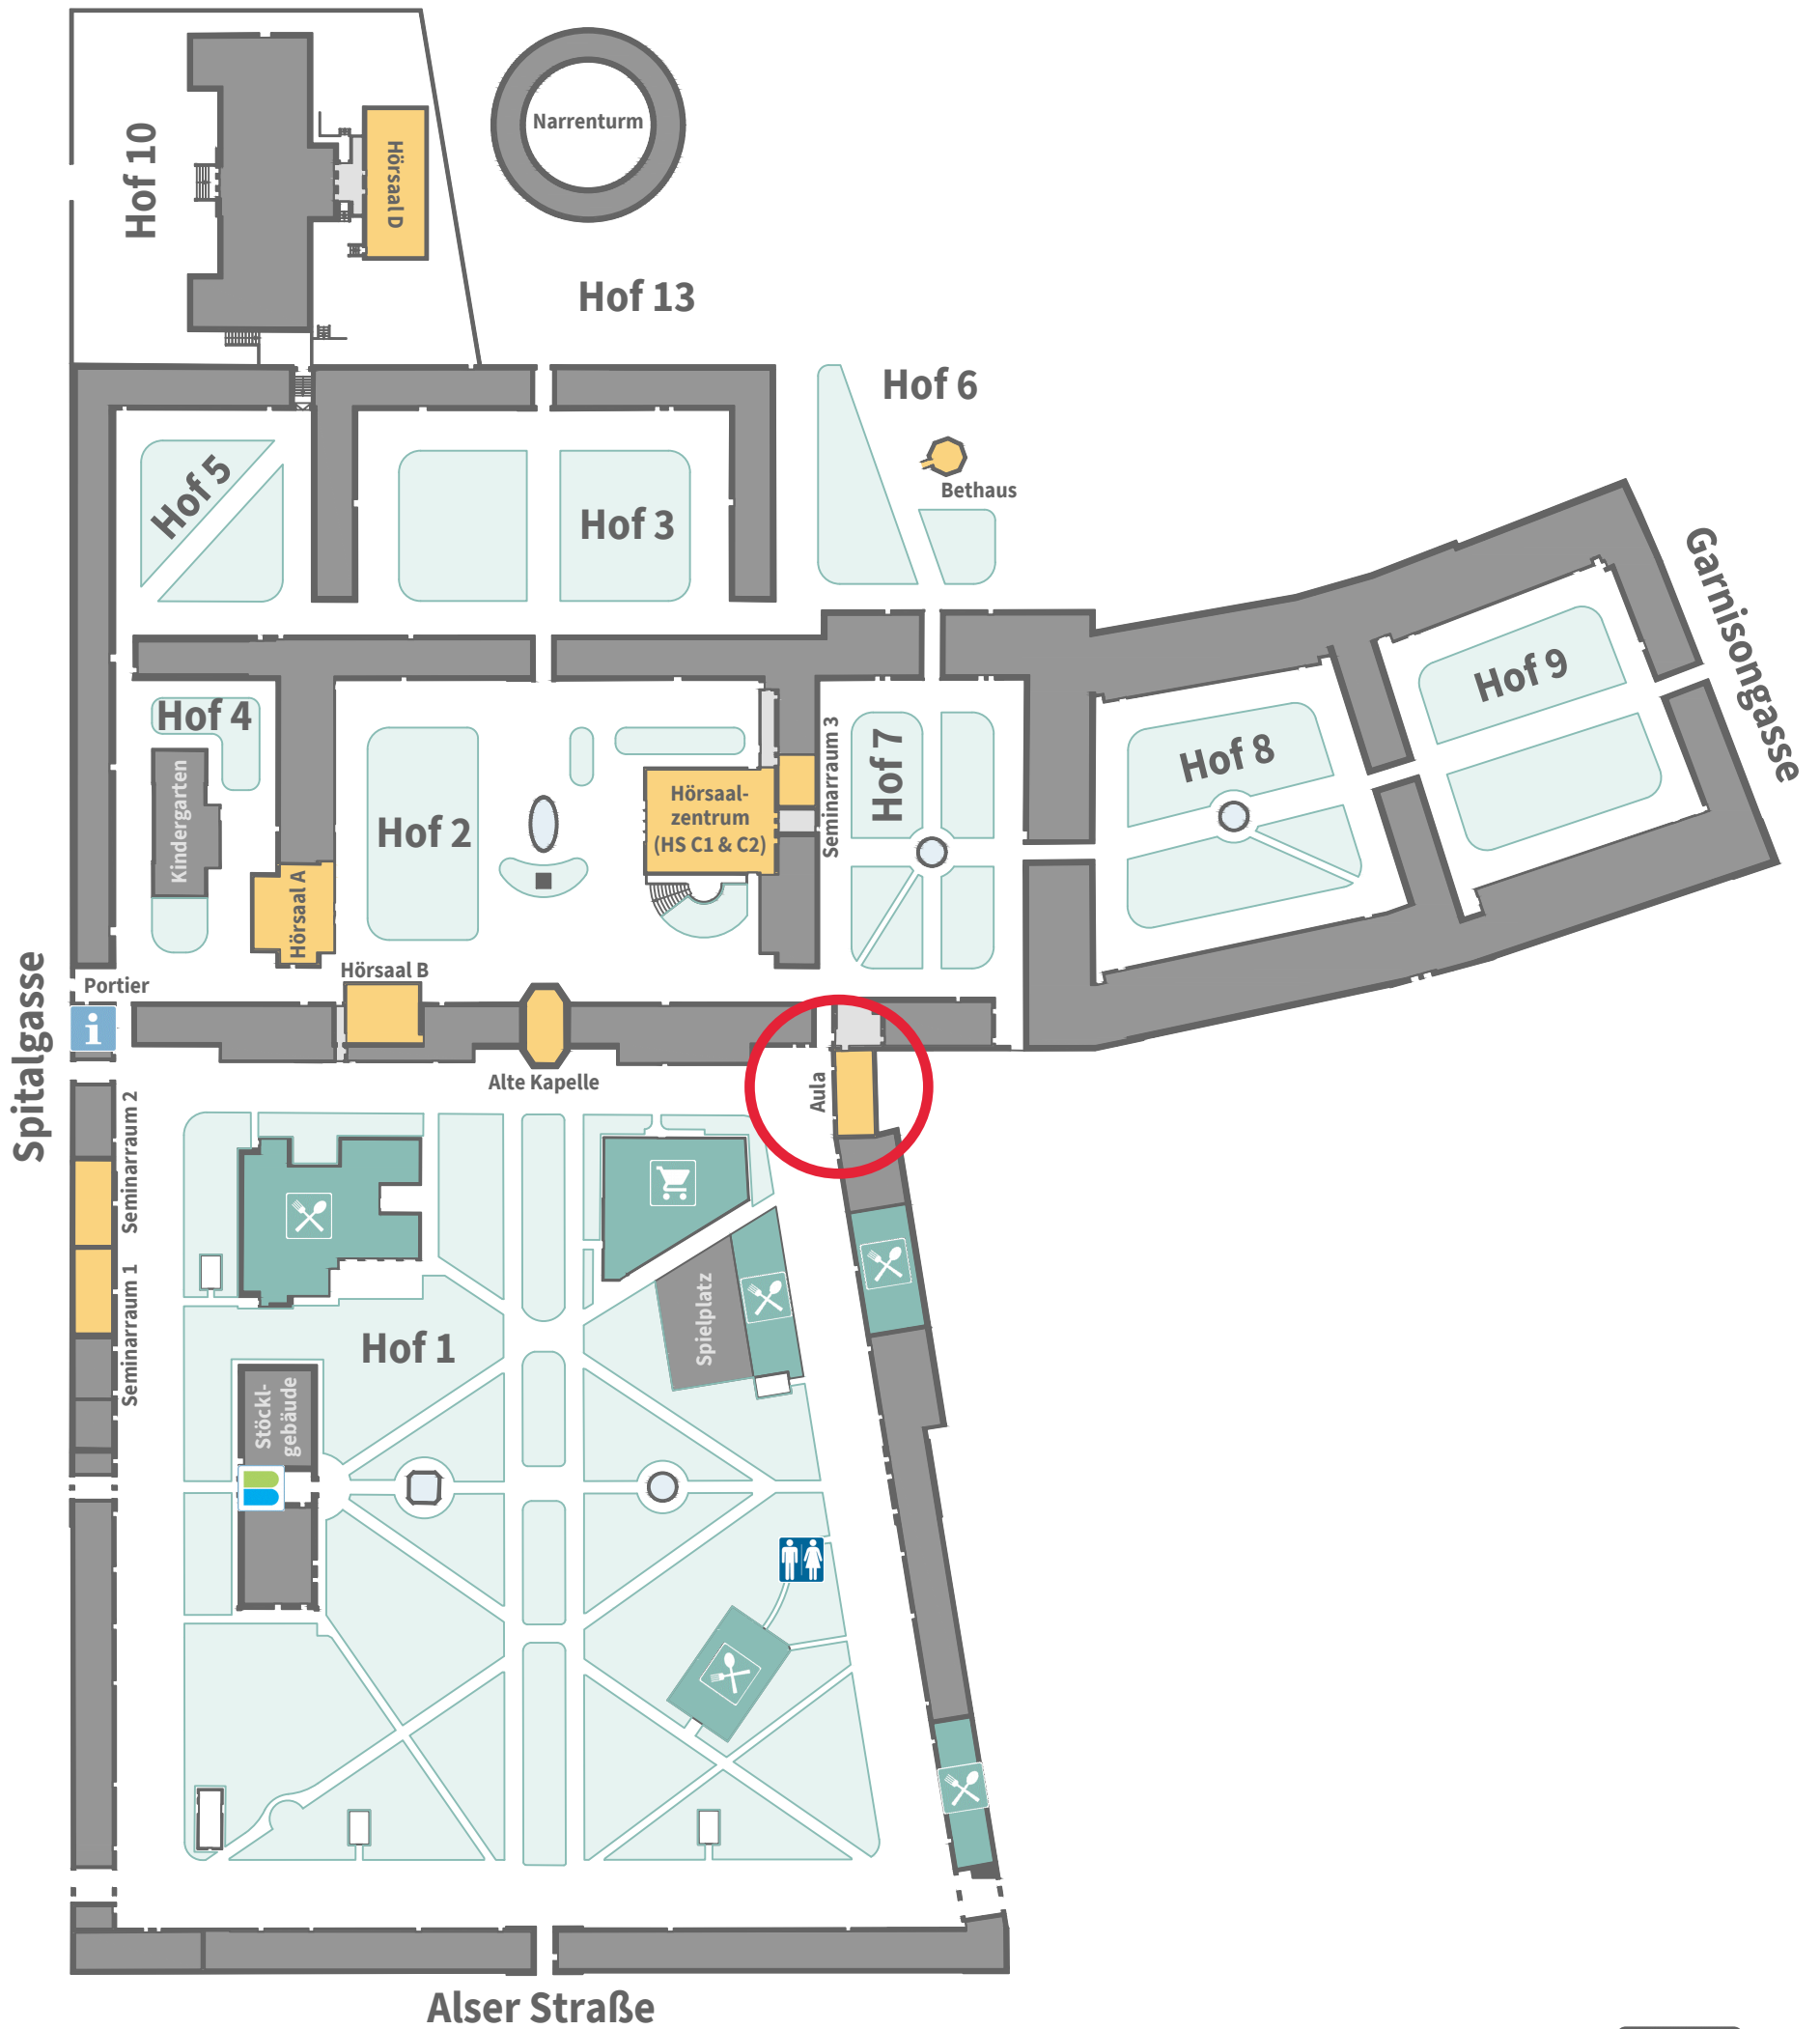 Hof 10
Hörsaal D
Narrenturm
Hof 13
Hof 6
Bethaus
Hof 5
Hof 3
Garnisongasse
Hof 9
Hof 4
Hof 8
Hof 7
Kindergarten
Hof 2
Hörsaal-
zentrum
(HS C1 & C2)
Seminarraum 3
Hörsaal A
Hörsaal B
Portier
i
Spitalgasse
Alte Kapelle
Aula
Seminarraum 2
Seminarraum 1
Spielplatz
Hof 1
Stöckl-
gebäude
Alser Straße